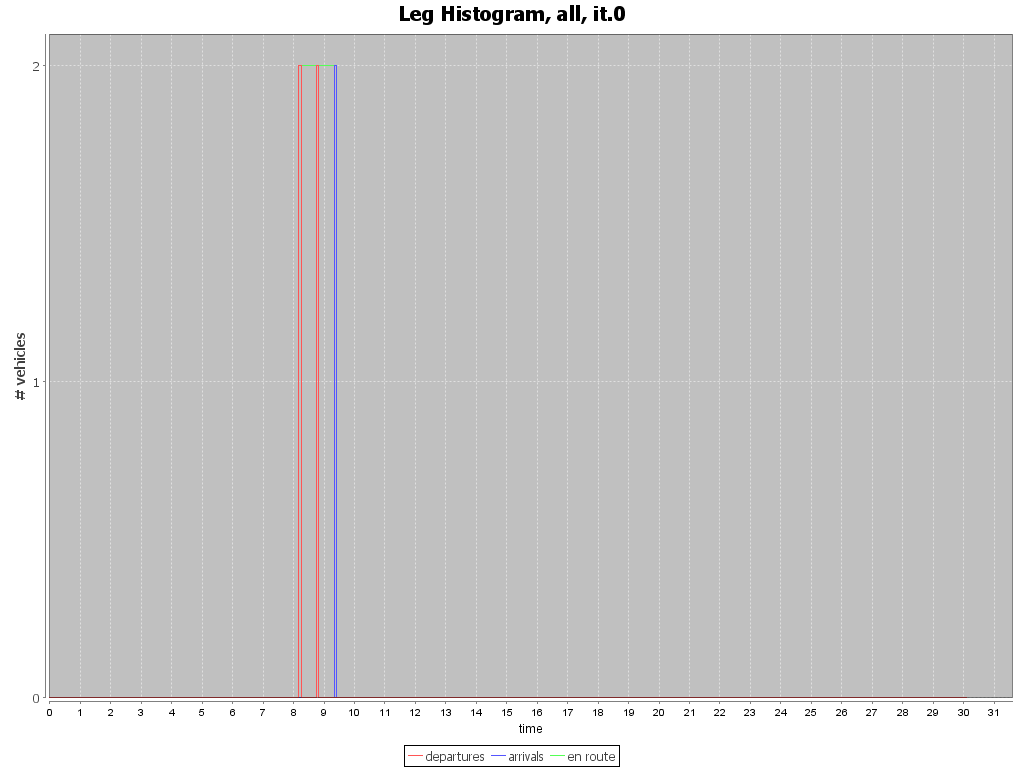 Leg Histogram, all, it.0
# vehicles
2
1
0
0 1 2 3 4 5 6 7 8 9 10 11 12 13 14 15 16 17 18 19 20 21 22 23 24 25 26 27 28 29 30 31
time
departures arrivals en route